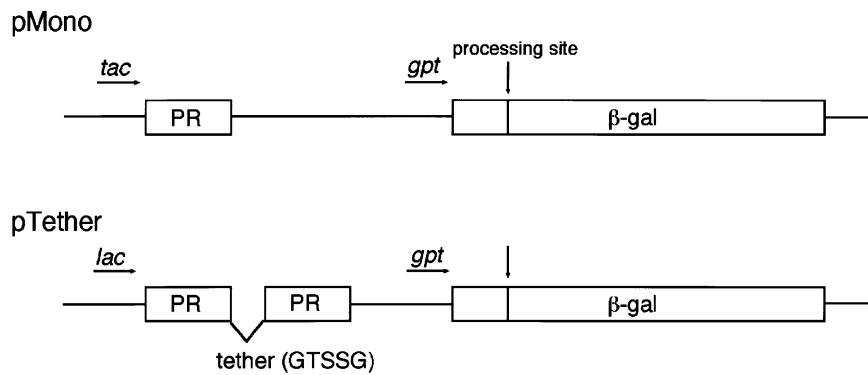 pMono
processing site
tac
gpt
PR
β-gal
pTether
lac
gpt
PR
PR
β-gal
tether (GTSSG)